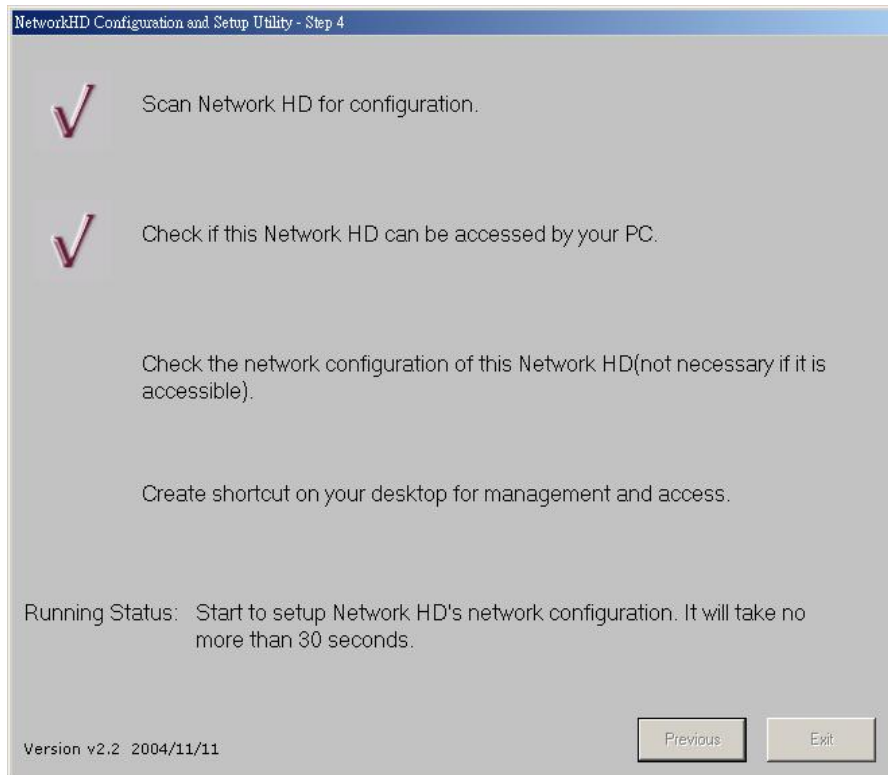 NetworkHD Configuration and Setup Utility - Step 4
Scan Network HD for configuration.
Check if this Network HD can be accessed by your PC.
Check the network configuration of this Network HD(not necessary if it is
accessible).
Create shortcut on your desktop for management and access.
Running Status: Start to setup Network HD's network configuration. It will take no
more than 30 seconds.
Previous
Exit
Version v2.2 2004/11/11